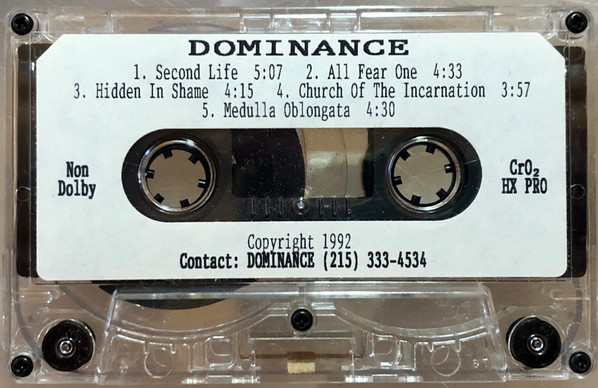 DOMINANCE
1. Second Life 5:07 2. All Fear One 4:33
3. Hidden In Shame 4:15 4. Church Of The Incarnation 3:57
5. Medulla Oblongata 4:30
Non
Dolby
CrO₂
HX PRO
Copyright 1992
Contact: DOMINANCE (215) 333-4534